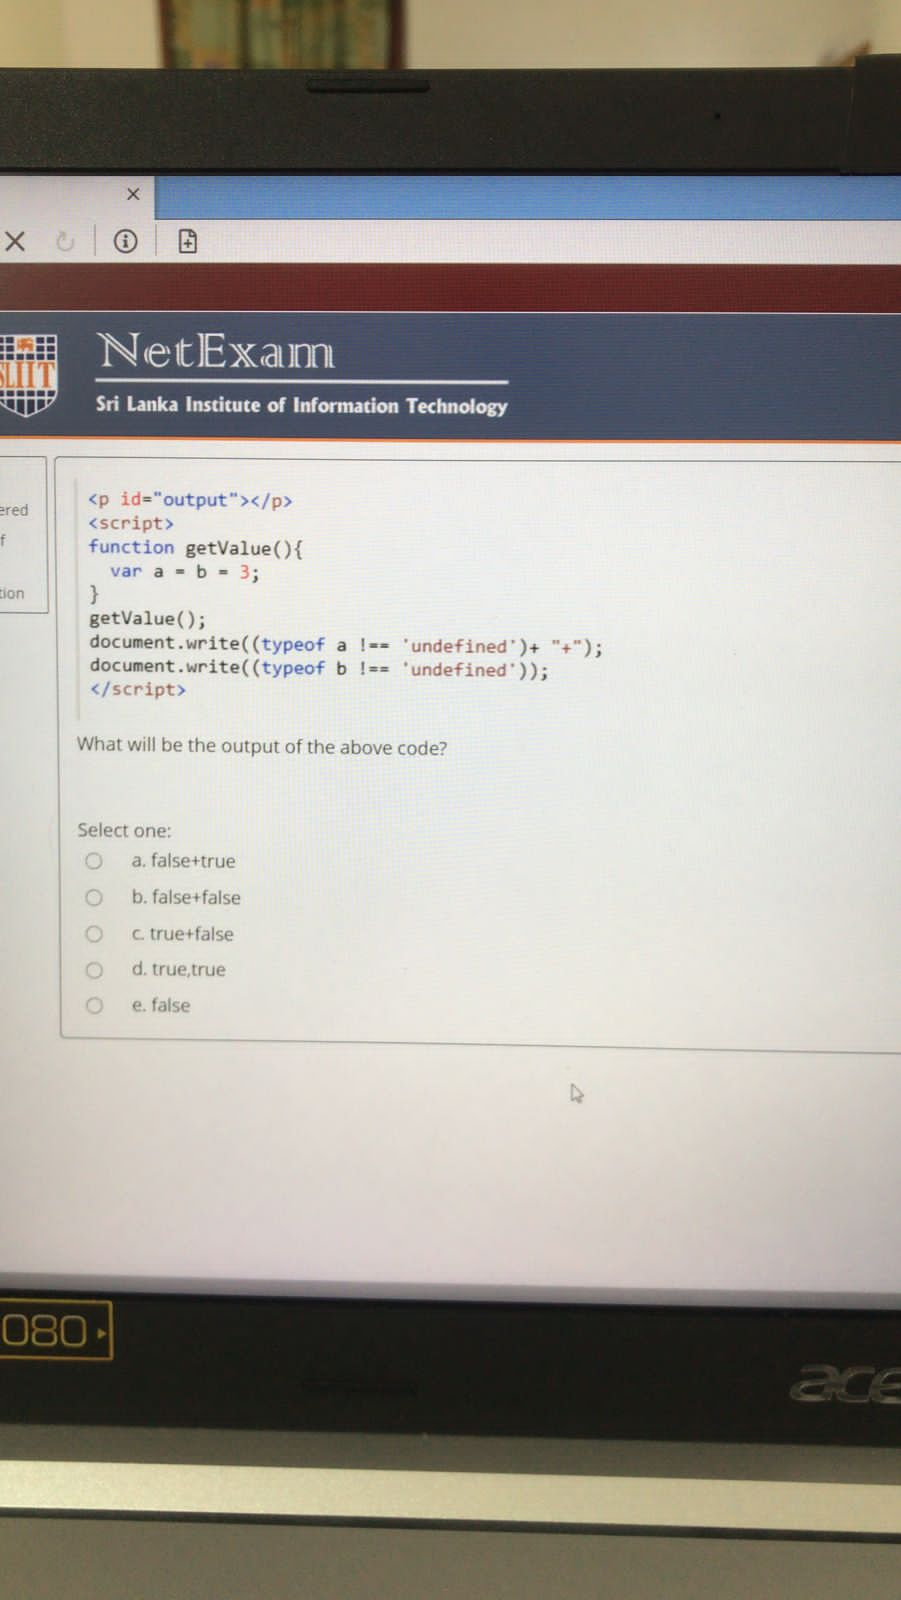 SLIIT
NetExam
Sri Lanka Institute of Information Technology
ered
f
tion
<p id="output"></p>
<script>
function getValue(){
var a = b = 3;
}
getValue();
document.write((typeof a !== 'undefined')+ "+");
document.write((typeof b !== 'undefined'));
</script>
What will be the output of the above code?
Select one:
a. false+true
b. false+false
c. true+false
d. true,true
e. false
080
ace